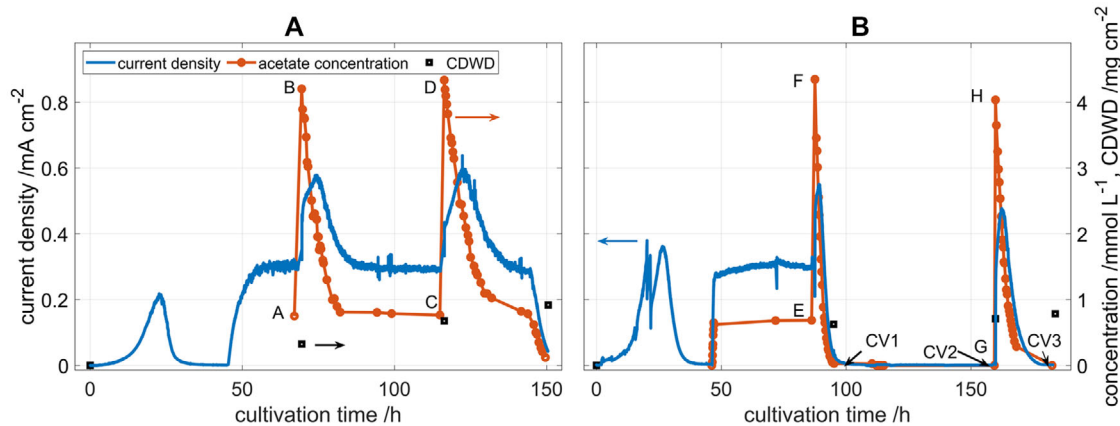 A
B
current density
acetate concentration
CDWD
0.8
0.6
0.4
0.2
0
current density /mA cm-2
B
D
A
C
0
50
100
150
cultivation time /h
F
H
E
G
CV1
CV2
CV3
4
3
2
1
0
concentration /mmol L-1, CDWD /mg cm-2
0
50
100
150
cultivation time /h